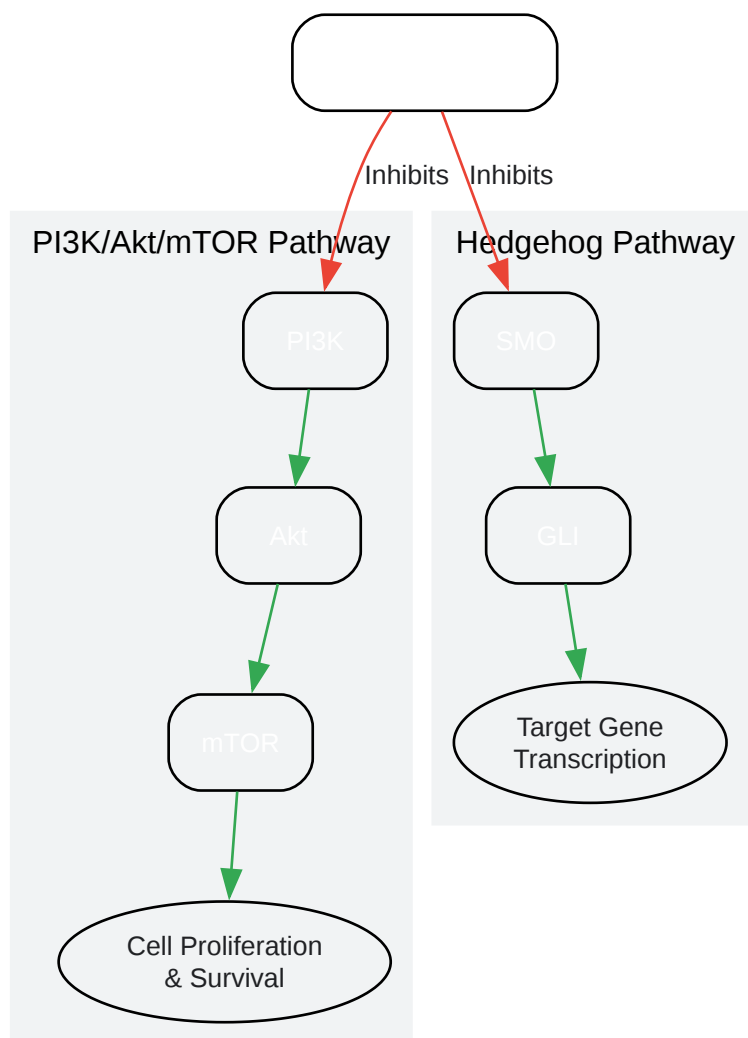 Inhibits
Inhibits
PI3K/Akt/mTOR Pathway
Hedgehog Pathway
PI3K
SMO
Akt
GLI
mTOR
Target Gene
Transcription
Cell Proliferation
& Survival